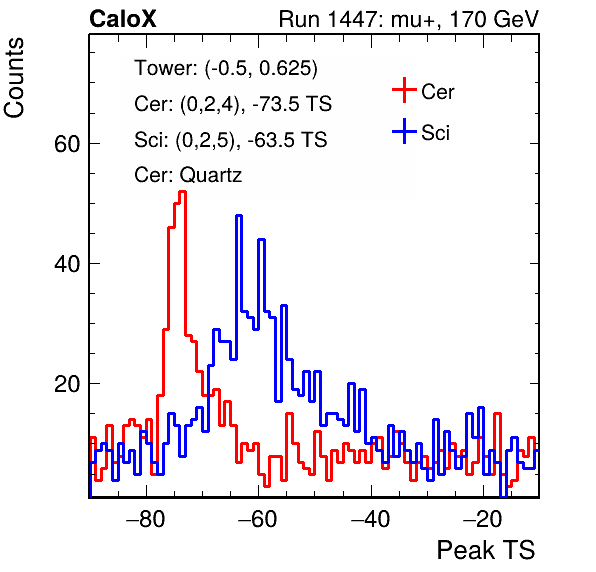 CaloX Run 1447: mu+, 170 GeV
Counts
Tower: (-0.5, 0.625)
Cer: (0,2,4), -73.5 TS
Sci: (0,2,5), -63.5 TS
Cer: Quartz
Cer
Sci
60
40
20
−80 −60 −40 −20
Peak TS